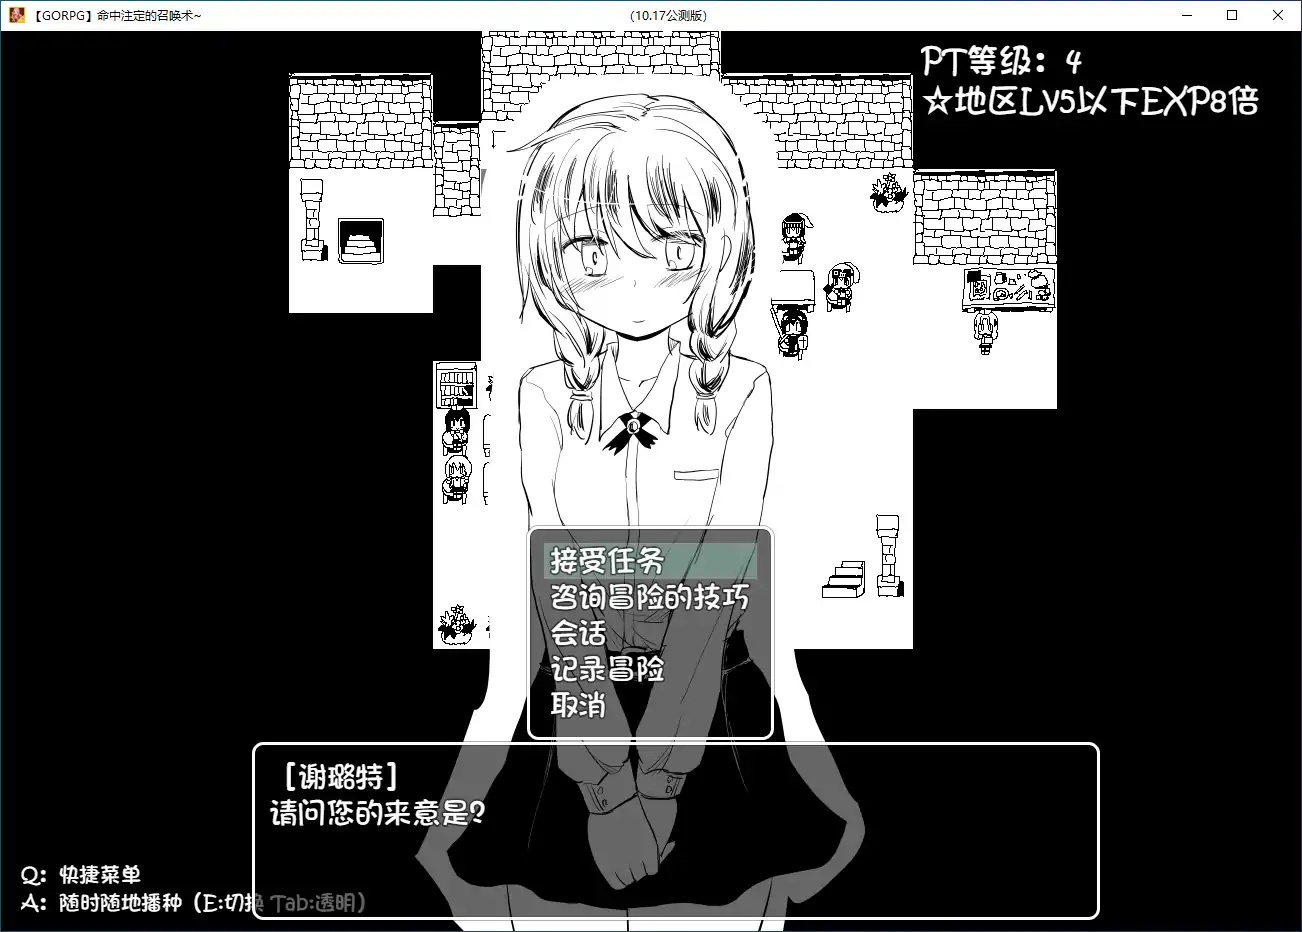 【GORPG】命中注定的召唤术~ (10.17公测版)
PT等级：4
☆地区Lv5以下EXP8倍
接受任务
咨询冒险的技巧
会话
记录冒险
取消
［谢璐特］
请问您的来意是?
Q：快捷菜单
A：随时随地播种（E:切换 Tab:透明）